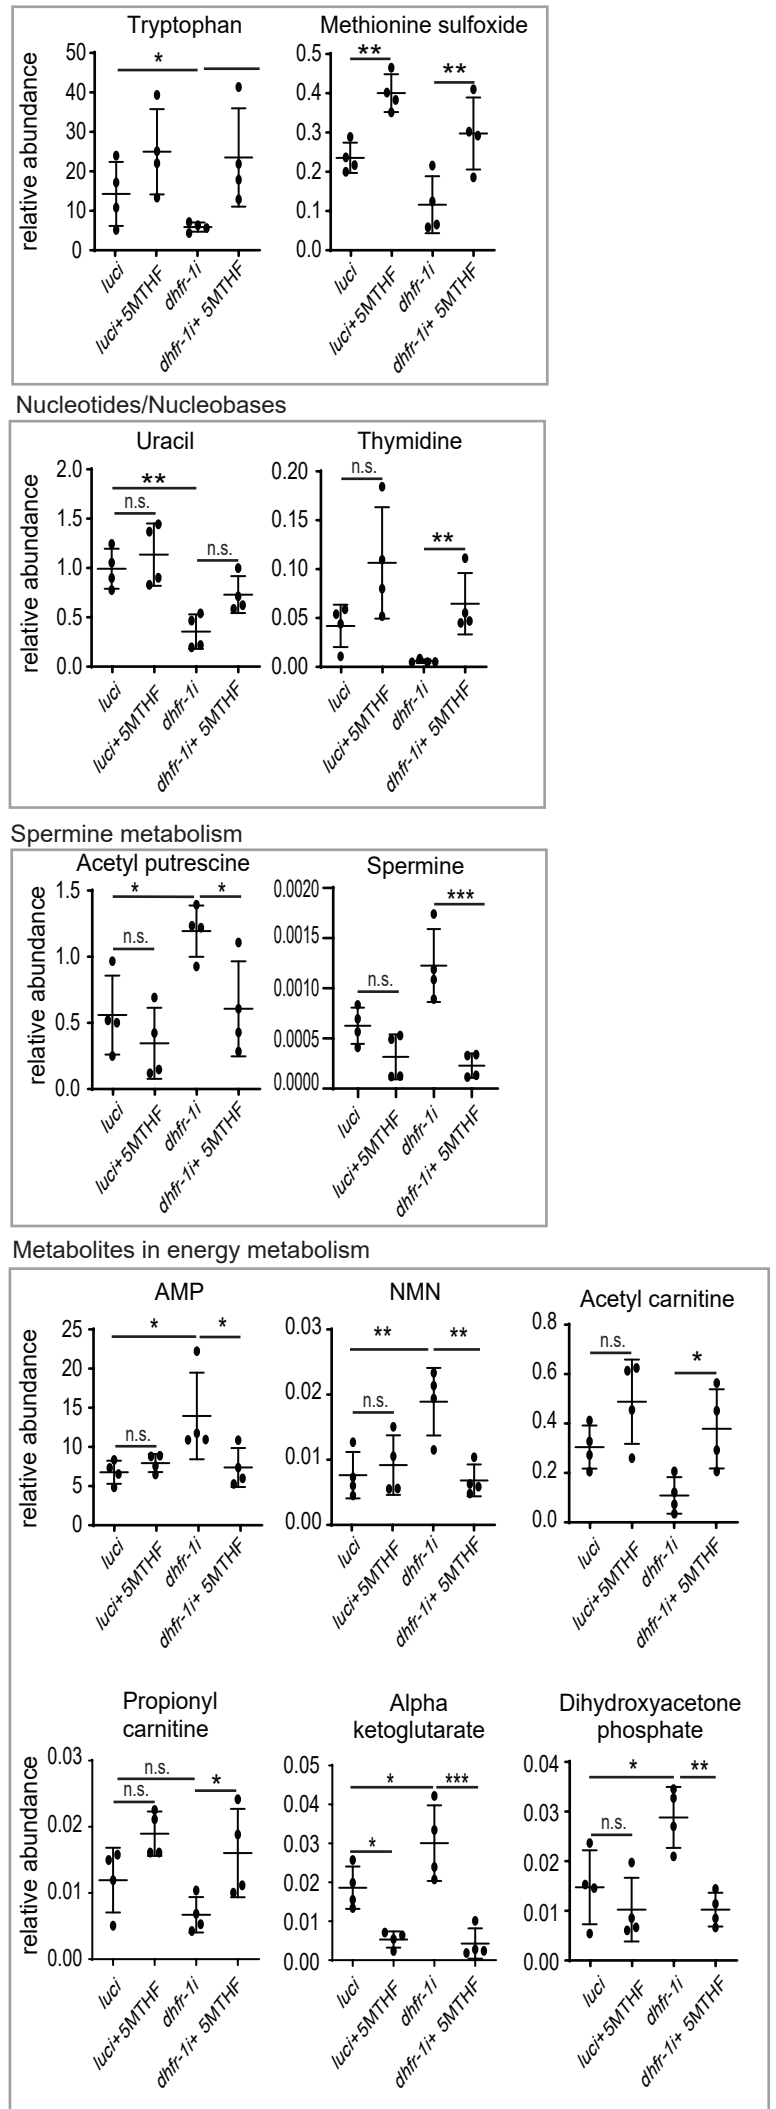 Tryptophan
Methionine sulfoxide
relative abundance
50
40
30
20
10
0
*
luci
luci+5MTHF
dhfr-1i
dhfr-1i+ 5MTHF
0.5
0.4
0.3
0.2
0.1
0.0
**
**
luci
luci+5MTHF
dhfr-1i
dhfr-1i+ 5MTHF
Nucleotides/Nucleobases
Uracil
Thymidine
relative abundance
2.0
1.5
1.0
0.5
0.0
**
n.s.
n.s.
luci
luci+5MTHF
dhfr-1i
dhfr-1i+ 5MTHF
0.20
0.15
0.10
0.05
0.00
n.s.
**
luci
luci+5MTHF
dhfr-1i
dhfr-1i+ 5MTHF
Spermine metabolism
Acetyl putrescine
Spermine
relative abundance
1.5
1.0
0.5
0.0
*
*
n.s.
luci
luci+5MTHF
dhfr-1i
dhfr-1i+ 5MTHF
0.0020
0.0015
0.0010
0.0005
0.0000
***
n.s.
luci
luci+5MTHF
dhfr-1i
dhfr-1i+ 5MTHF
Metabolites in energy metabolism
AMP
NMN
Acetyl carnitine
relative abundance
25
20
15
10
5
0
*
*
n.s.
luci
luci+5MTHF
dhfr-1i
dhfr-1i+ 5MTHF
0.03
0.02
0.01
0.00
**
**
n.s.
luci
luci+5MTHF
dhfr-1i
dhfr-1i+ 5MTHF
0.8
0.6
0.4
0.2
0.0
n.s.
*
luci
luci+5MTHF
dhfr-1i
dhfr-1i+ 5MTHF
Propionyl
carnitine
Alpha
ketoglutarate
Dihydroxyacetone
phosphate
relative abundance
0.03
0.02
0.01
0.00
n.s.
n.s.
*
luci
luci+5MTHF
dhfr-1i
dhfr-1i+ 5MTHF
0.05
0.04
0.03
0.02
0.01
0.00
*
***
*
luci
luci+5MTHF
dhfr-1i
dhfr-1i+ 5MTHF
0.04
0.03
0.02
0.01
0.00
*
**
n.s.
luci
luci+5MTHF
dhfr-1i
dhfr-1i+ 5MTHF